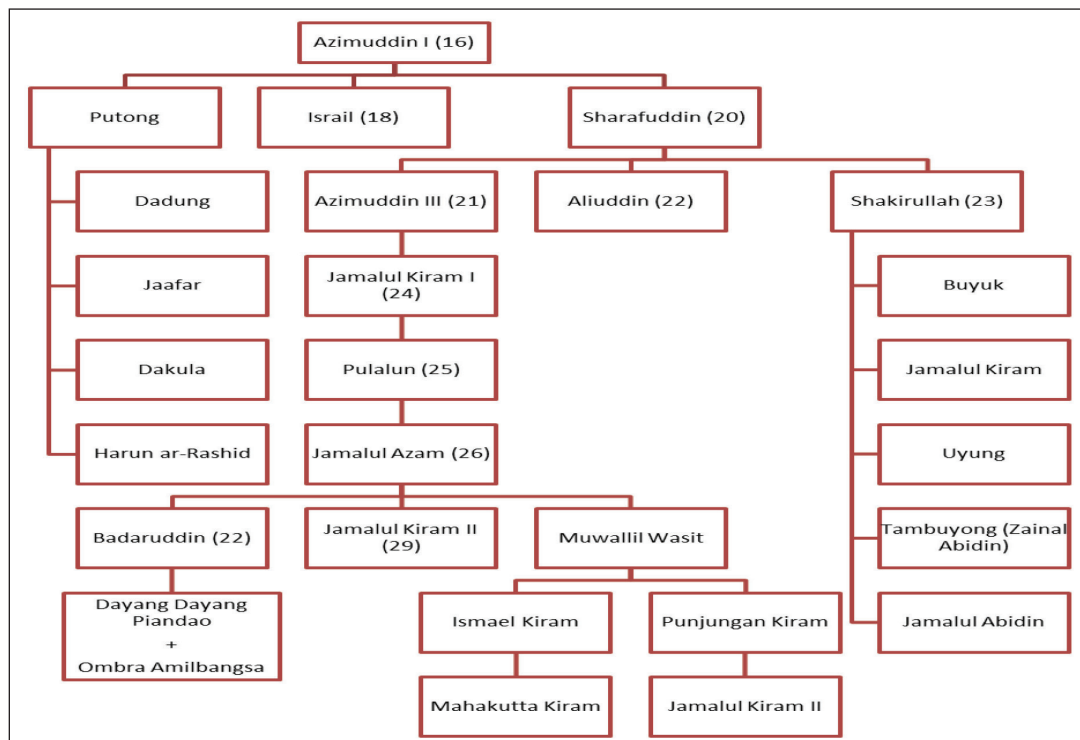 Azimuddin I (16)
Putong
Israil (18)
Sharafuddin (20)
Dadung
Azimuddin III (21)
Aliuddin (22)
Shakirullah (23)
Jaafar
Jamalul Kiram I
(24)
Buyuk
Dakula
Pulalun (25)
Jamalul Kiram
Harun ar-Rashid
Jamalul Azam (26)
Uyung
Badaruddin (22)
Jamalul Kiram II
(29)
Muwallil Wasit
Tambuyong (Zainal
Abidin)
Dayang Dayang
Piandao
+
Ombra Amilbangsa
Ismael Kiram
Punjungan Kiram
Jamalul Abidin
Mahakutta Kiram
Jamalul Kiram II